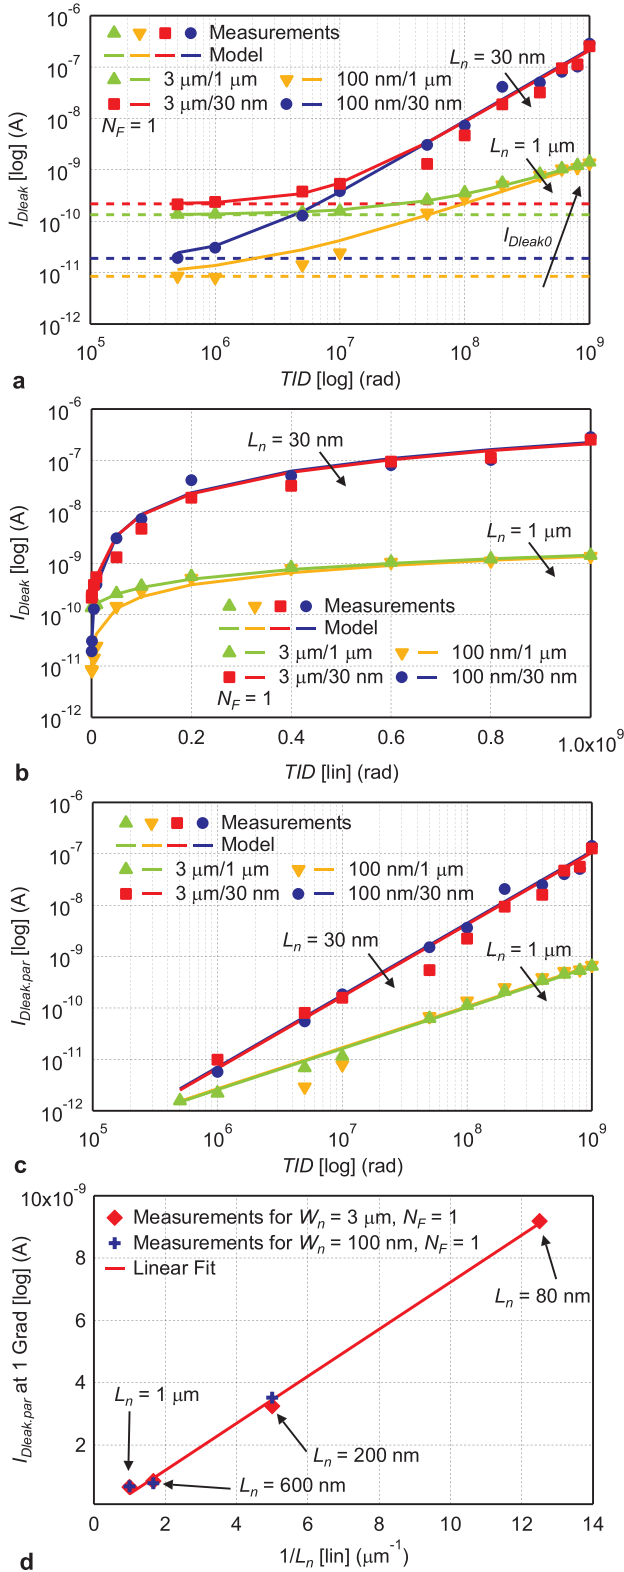 10⁻⁶
10⁻⁷
10⁻⁸
10⁻⁹
10⁻¹⁰
10⁻¹¹
10⁻¹²
I_Dleak [log] (A)
Measurements
Model
3 μm/1 μm
100 nm/1 μm
3 μm/30 nm
100 nm/30 nm
N_F = 1
L_n = 30 nm
L_n = 1 μm
I_Dleak0
10⁵ 10⁶ 10⁷ 10⁸ 10⁹
TID [log] (rad)
a
10⁻⁶
10⁻⁷
10⁻⁸
10⁻⁹
10⁻¹⁰
10⁻¹¹
10⁻¹²
I_Dleak [log] (A)
L_n = 30 nm
L_n = 1 μm
Measurements
Model
3 μm/1 μm
100 nm/1 μm
3 μm/30 nm
100 nm/30 nm
N_F = 1
0 0.2 0.4 0.6 0.8 1.0x10⁹
TID [lin] (rad)
b
10⁻⁶
10⁻⁷
10⁻⁸
10⁻⁹
10⁻¹⁰
10⁻¹¹
10⁻¹²
I_Dleak.par [log] (A)
Measurements
Model
3 μm/1 μm
100 nm/1 μm
3 μm/30 nm
100 nm/30 nm
L_n = 30 nm
L_n = 1 μm
10⁵ 10⁶ 10⁷ 10⁸ 10⁹
TID [log] (rad)
c
10x10⁻⁹
8
6
4
2
I_Dleak.par at 1 Grad [log] (A)
Measurements for W_n = 3 μm, N_F = 1
Measurements for W_n = 100 nm, N_F = 1
Linear Fit
L_n = 80 nm
L_n = 1 μm
L_n = 200 nm
L_n = 600 nm
0 2 4 6 8 10 12 14
1/L_n [lin] (μm⁻¹)
d